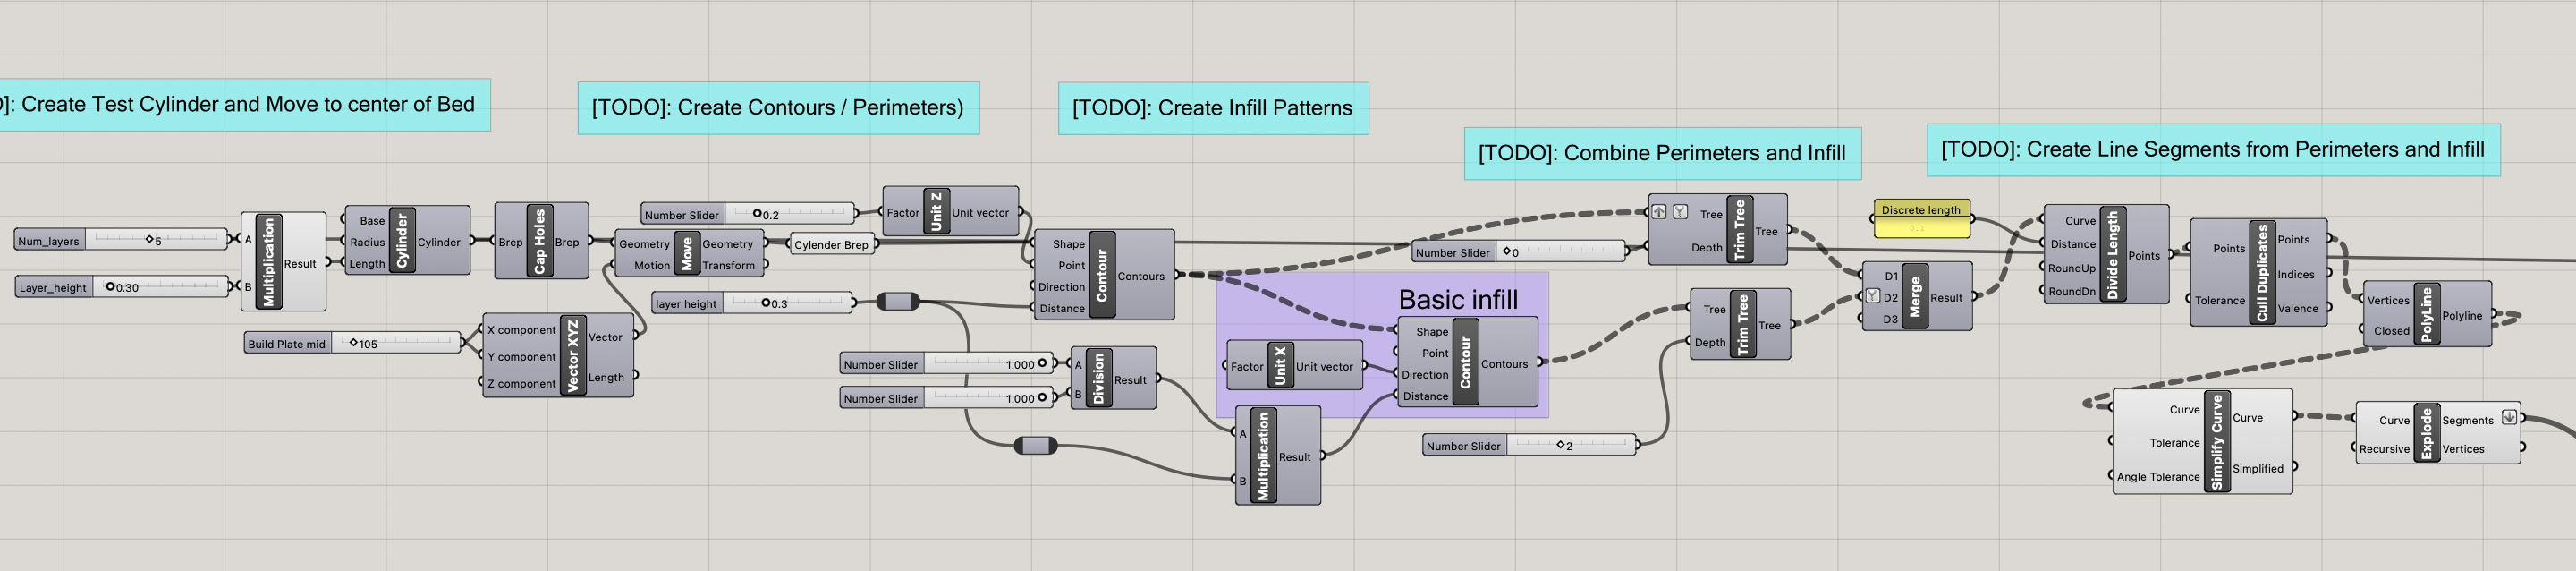 ]: Create Test Cylinder and Move to center of Bed
[TODO]: Create Contours / Perimeters)
[TODO]: Create Infill Patterns
[TODO]: Combine Perimeters and Infill
[TODO]: Create Line Segments from Perimeters and Infill
Num_layers 5
Layer_height 0.30
A
B
Multiplication
Result
Base
Radius
Length
Cylinder
Cylinder
Brep
Cap Holes
Brep
Build Plate mid 105
X component
Y component
Z component
Vector XYZ
Vector
Length
Geometry
Motion
Move
Geometry
Transform
Number Slider 0.2
Factor
Unit Z
Unit vector
Cylender Brep
layer height 0.3
Shape
Point
Direction
Distance
Contour
Contours
Number Slider 1.000
Number Slider 1.000
A
B
Division
Result
A
B
Multiplication
Result
Basic infill
Factor
Unit X
Unit vector
Shape
Point
Direction
Distance
Contour
Contours
Number Slider 0
Number Slider 2
Tree
Depth
Trim Tree
Tree
Tree
Depth
Trim Tree
Tree
D1
D2
D3
Merge
Result
Discrete length
0.1
Curve
Distance
RoundUp
RoundDn
Divide Length
Points
Points
Tolerance
Cull Duplicates
Points
Indices
Valence
Vertices
Closed
PolyLine
Polyline
Curve
Tolerance
Angle Tolerance
Simplify Curve
Curve
Simplified
Curve
Recursive
Explode
Segments
Vertices